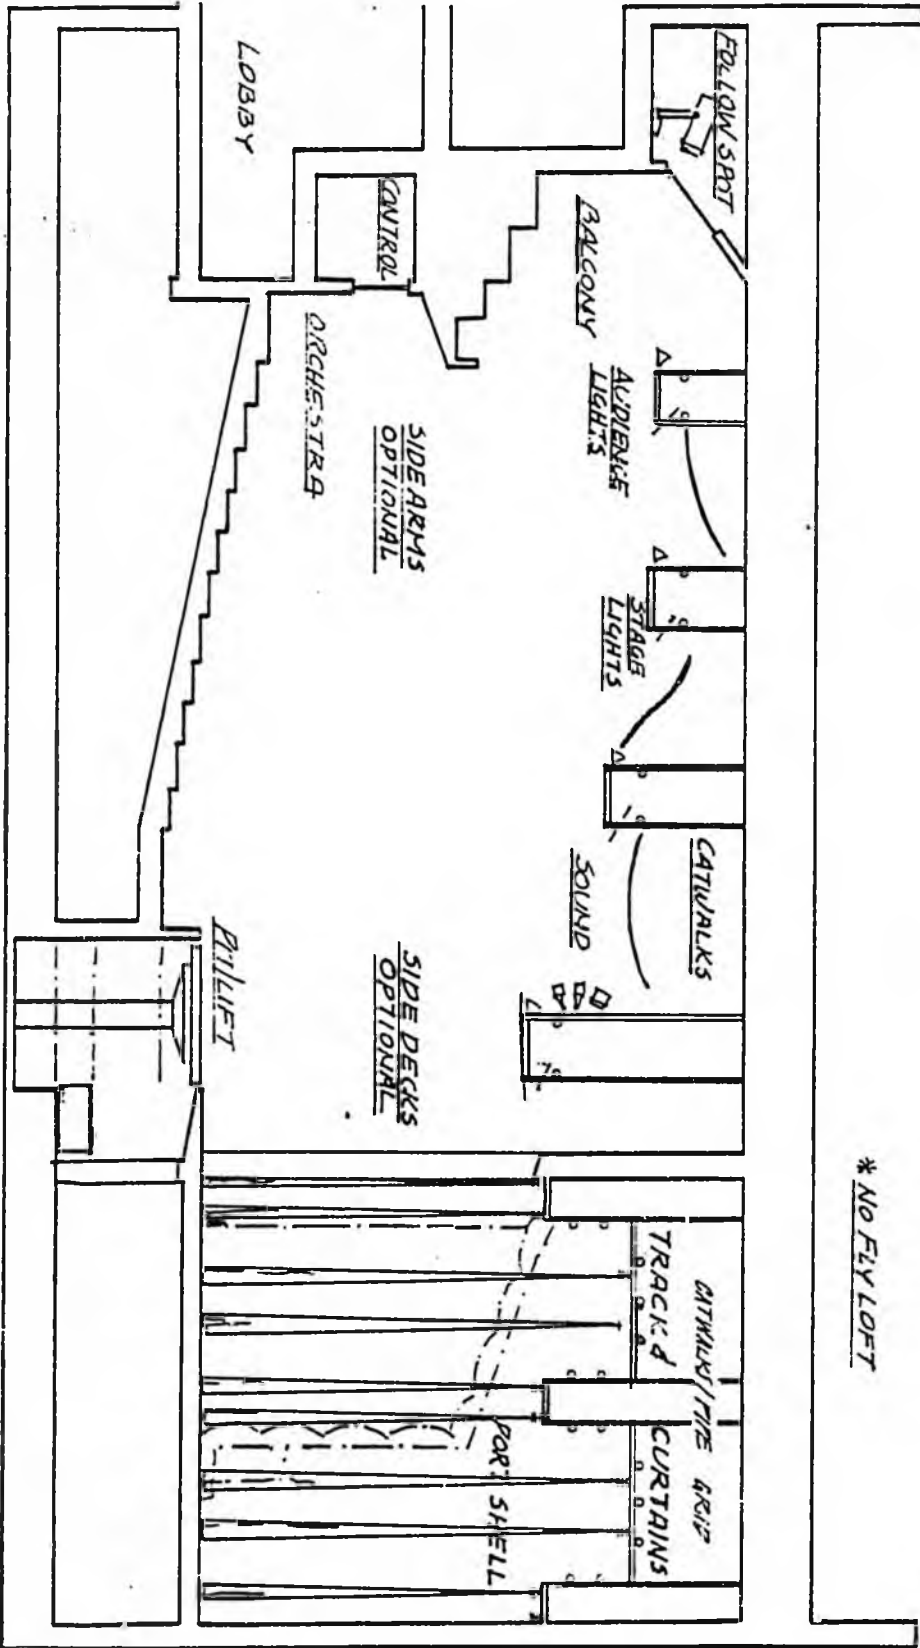 * NO FLY LOFT
FOLLOW SPOT
CATWALKS
CATWALKS/PIPE GRID
TRACK & CURTAINS
BALCONY
AUDIENCE
LIGHTS
STAGE
LIGHTS
SOUND
PORT SHELL
CONTROL
SIDE ARMS
OPTIONAL
SIDE DECKS
OPTIONAL
LOBBY
ORCHESTRA
PIT LIFT